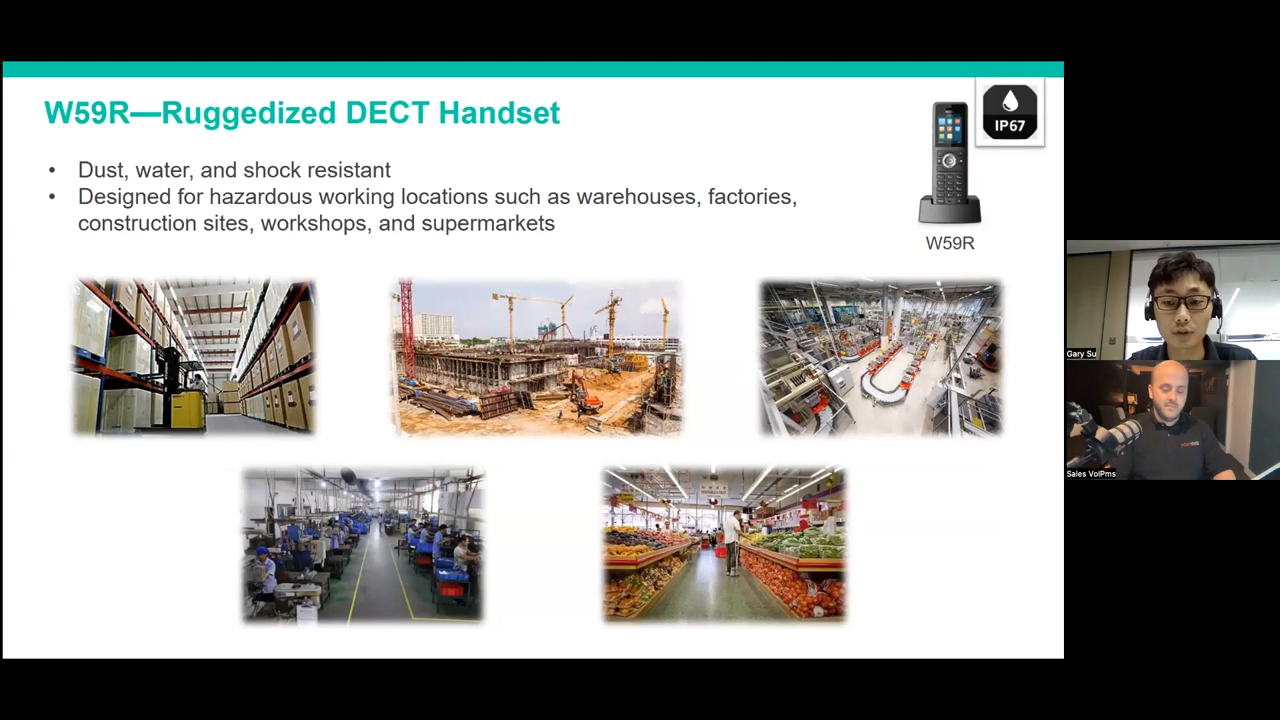 W59R—Ruggedized DECT Handset
IP67
• Dust, water, and shock resistant
• Designed for hazardous working locations such as warehouses, factories,
construction sites, workshops, and supermarkets
W59R
Gary Su
Sales VoIPms